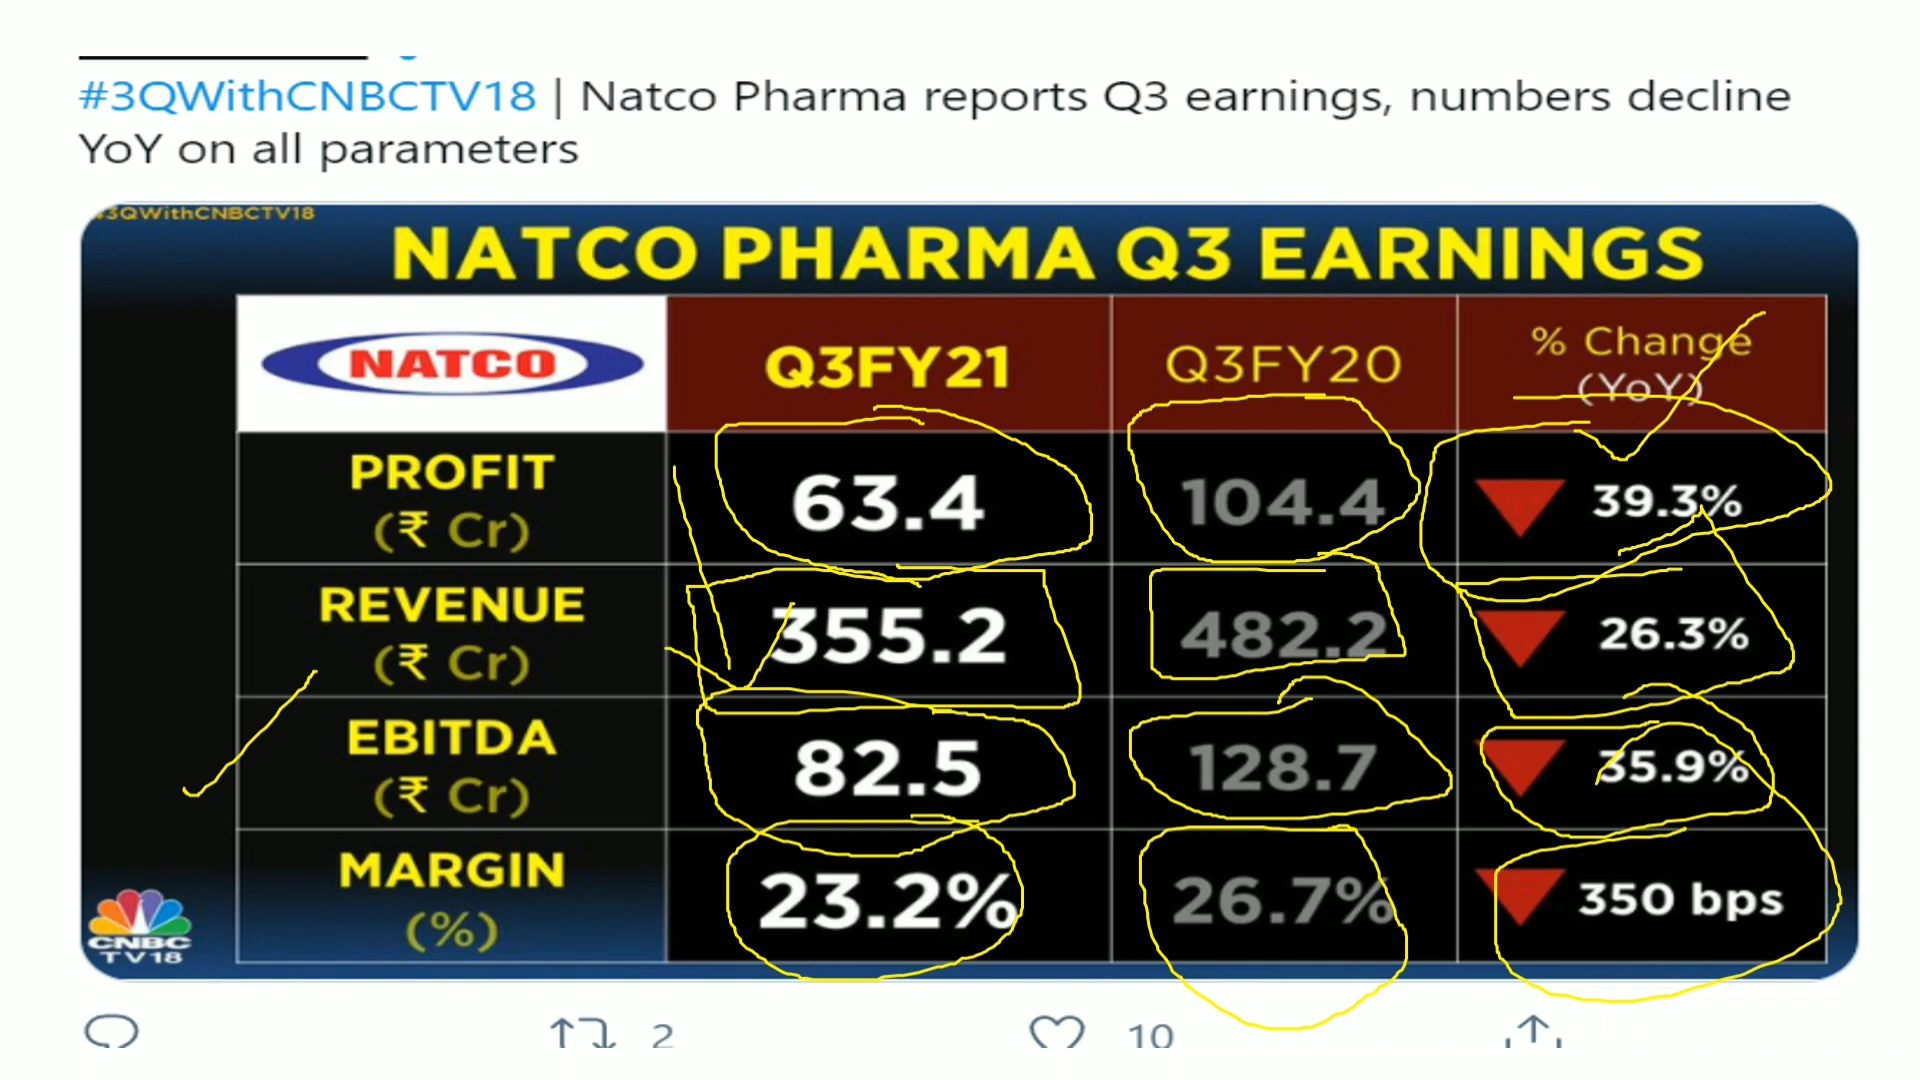 #3QWithCNBCTV18 | Natco Pharma reports Q3 earnings, numbers decline
YoY on all parameters
#3QWithCNBCTV18
NATCO PHARMA Q3 EARNINGS
NATCO Q3FY21 Q3FY20 % Change
(YoY)
PROFIT
(₹ Cr) 63.4 104.4 39.3%
REVENUE
(₹ Cr) 355.2 482.2 26.3%
EBITDA
(₹ Cr) 82.5 128.7 35.9%
MARGIN
(%) 23.2% 26.7% 350 bps
CNBC
TV18
2 10